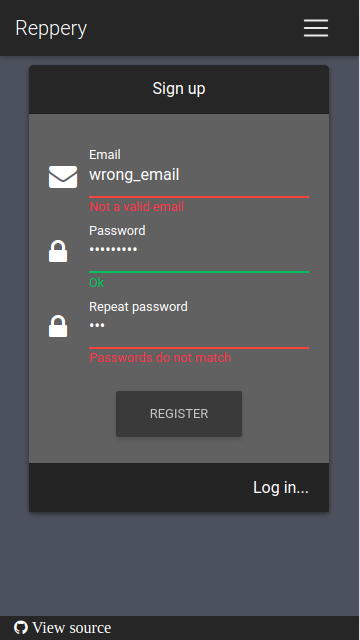 Reppery
Sign up
Email
wrong_email
Not a valid email
Password
•••••••••
Ok
Repeat password
•••
Passwords do not match
REGISTER
Log in...
View source